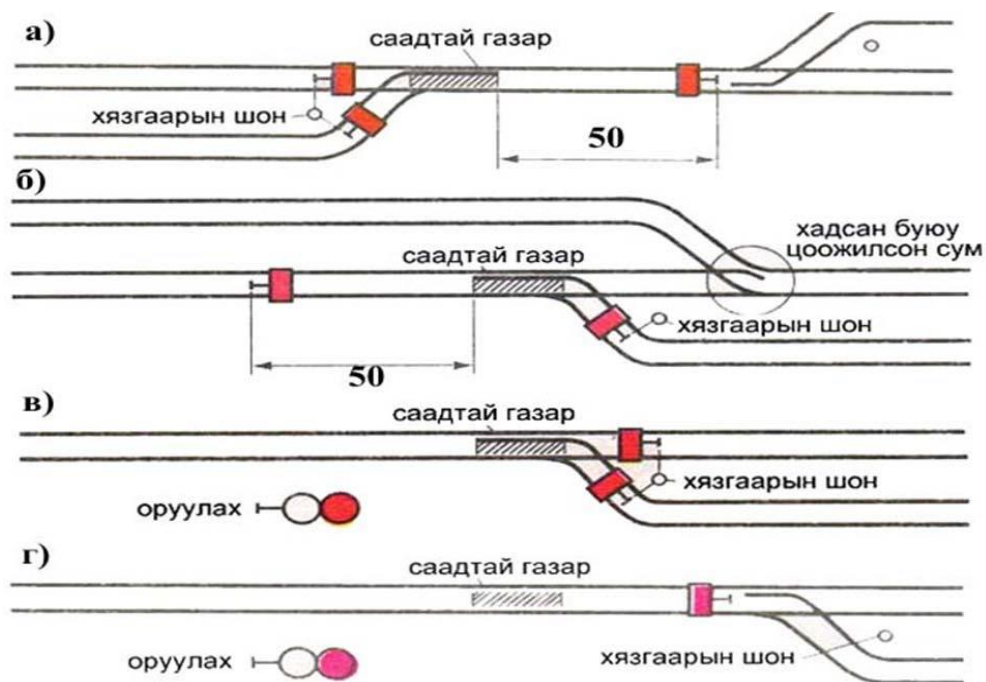 а)
саадтай газар
хязгаарын шон
50
б)
хадсан буюу
цоожилсон сум
саадтай газар
хязгаарын шон
50
в)
саадтай газар
хязгаарын шон
оруулах
г)
саадтай газар
оруулах
хязгаарын шон